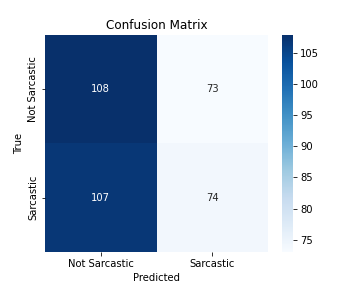 Confusion Matrix
Not Sarcastic
Sarcastic
True
108
73
107
74
Not Sarcastic
Sarcastic
Predicted
105
100
95
90
85
80
75